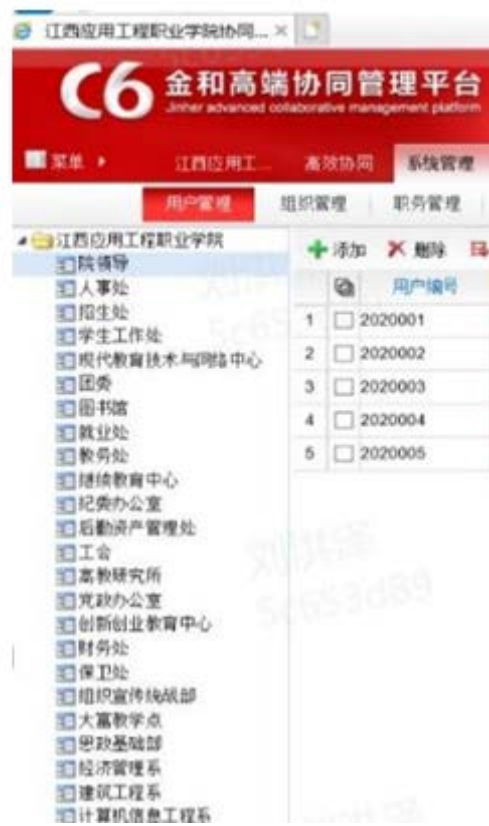 江西应用工程职业学院协同...
C6 金和高端协同管理平台
Jinher advanced collaborative management platform
菜单 江西应用工... 高效协同 系统管理
用户管理 组织管理 职务管理
江西应用工程职业学院
院领导
人事处
招生处
学生工作处
现代教育技术与网络中心
团委
图书馆
就业处
教务处
继续教育中心
纪委办公室
后勤资产管理处
工会
高教研究所
党政办公室
创新创业教育中心
财务处
保卫处
组织宣传统战部
大富教学点
思政基础部
经济管理系
建筑工程系
计算机信息工程系
添加 删除
用户编号
1 2020001
2 2020002
3 2020003
4 2020004
5 2020005
5c653d89